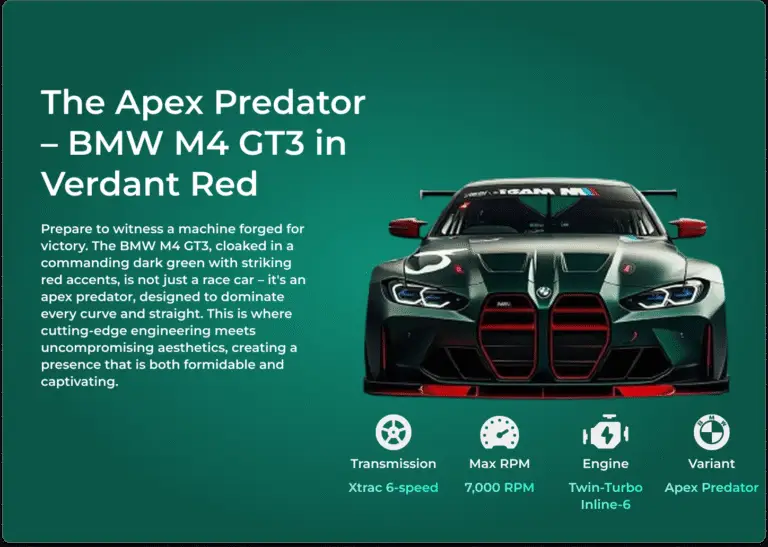 The Apex Predator
– BMW M4 GT3 in
Verdant Red
Prepare to witness a machine forged for
victory. The BMW M4 GT3, cloaked in a
commanding dark green with striking
red accents, is not just a race car – it's an
apex predator, designed to dominate
every curve and straight. This is where
cutting-edge engineering meets
uncompromising aesthetics, creating a
presence that is both formidable and
captivating.
TEAM M
Transmission
Xtrac 6-speed
Max RPM
7,000 RPM
Engine
Twin-Turbo
Inline-6
BMW
Variant
Apex Predator